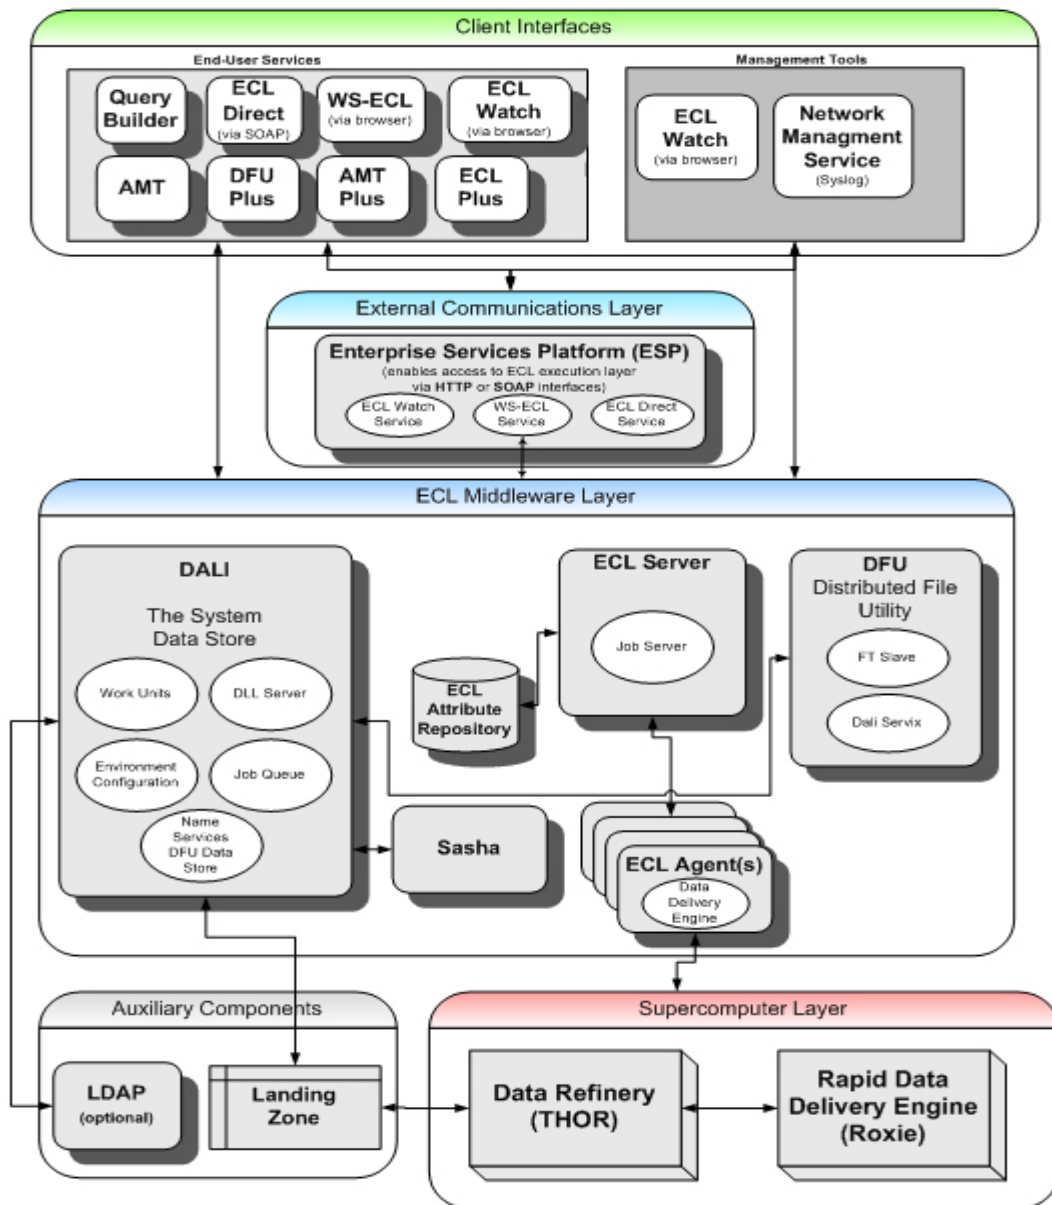 Client Interfaces
End-User Services
Query
Builder
ECL
Direct
(via SOAP)
WS-ECL
(via browser)
ECL
Watch
(via browser)
AMT
DFU
Plus
AMT
Plus
ECL
Plus
Management Tools
ECL
Watch
(via browser)
Network
Managment
Service
(Syslog)
External Communications Layer
Enterprise Services Platform (ESP)
(enables access to ECL execution layer
via HTTP or SOAP interfaces)
ECL Watch
Service
WS-ECL
Service
ECL Direct
Service
ECL Middleware Layer
DALI
The System
Data Store
Work Units
DLL Server
Environment
Configuration
Job Queue
Name
Services
DFU Data
Store
ECL
Attribute
Repository
ECL Server
Job Server
DFU
Distributed File
Utility
FT Slave
Dali Servix
Sasha
ECL Agent(s)
Data
Delivery
Engine
Auxiliary Components
LDAP
(optional)
Landing
Zone
Supercomputer Layer
Data Refinery
(THOR)
Rapid Data
Delivery Engine
(Roxie)